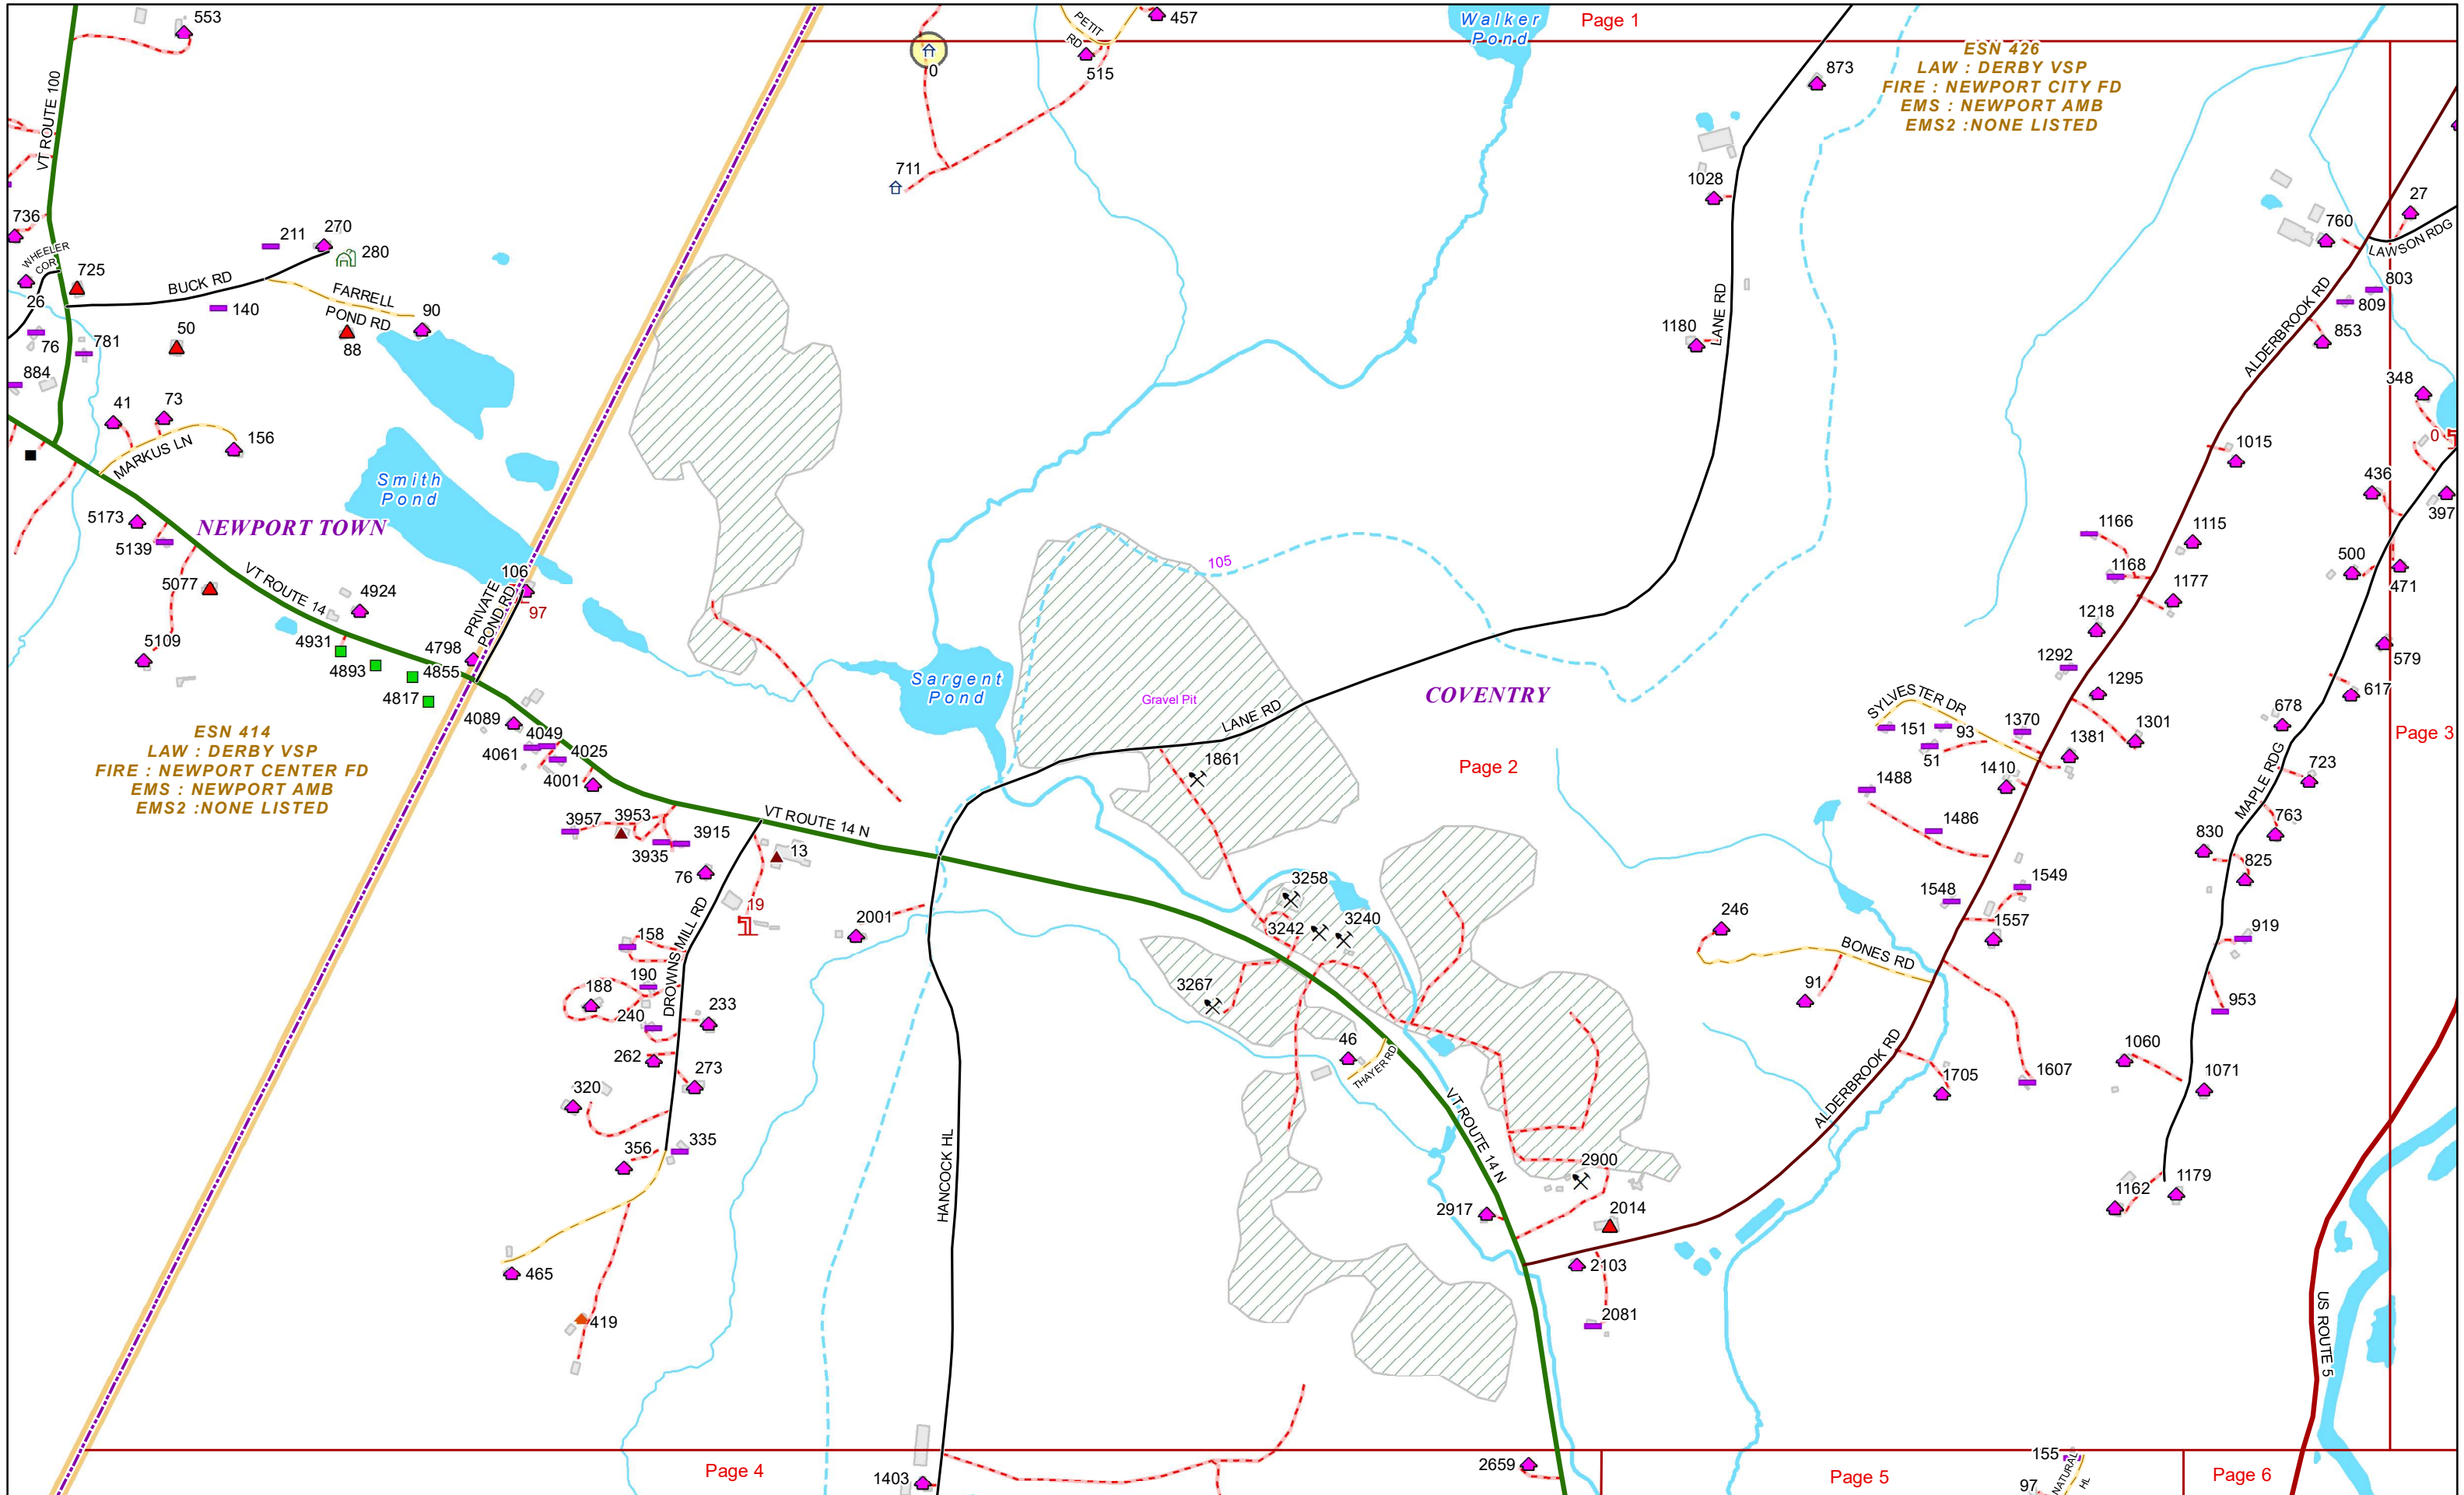 553
457
Walker
Pond
Page 1
PETIT
RD
515
0
873
ESN 426
LAW : DERBY VSP
FIRE : NEWPORT CITY FD
EMS : NEWPORT AMB
EMS2 :NONE LISTED
VT ROUTE 100
711
1028
27
760
LAWSON RDG
736
211
270
280
WHEELER
COR
725
BUCK RD
FARRELL
POND RD
90
26
140
50
88
76
781
884
803
809
853
ALDERBROOK RD
LANE RD
1180
348
0
41
73
156
MARKUS LN
1015
436
397
Smith
Pond
NEWPORT TOWN
5173
5139
5077
VT ROUTE 14
4924
106
97
PRIVATE
POND RD
105
1166
1115
1168
1177
500
471
5109
4931
4893
4798
4855
4817
1218
579
1292
1295
617
Sargent
Pond
Gravel Pit
COVENTRY
LANE RD
SYLVESTER DR
151
93
51
1370
1381
1301
678
Page 3
ESN 414
LAW : DERBY VSP
FIRE : NEWPORT CENTER FD
EMS : NEWPORT AMB
EMS2 :NONE LISTED
4089
4049
4061
4025
4001
1861
Page 2
1410
1488
1486
723
MAPLE RDG
763
830
825
3957
3953
3935
3915
VT ROUTE 14 N
13
76
19
2001
3258
3242
3240
3267
246
1548
1549
1557
919
158
DROWNS MILL RD
190
188
240
233
262
273
320
356
335
46
THAYER RD
BONES RD
91
953
1060
1071
1607
1705
ALDERBROOK RD
VT ROUTE 14 N
HANCOCK HL
2900
2917
2014
2103
2081
1162
1179
465
419
US ROUTE 5
Page 4
1403
2659
Page 5
155
97
NATURAL
HL
Page 6